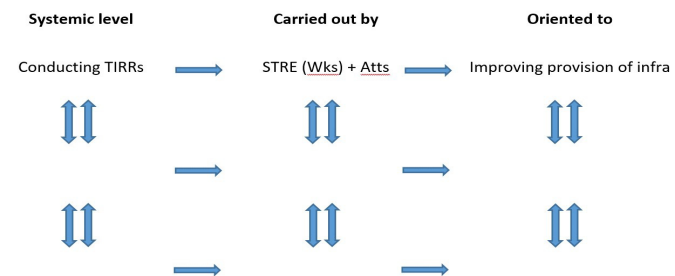 Systemic level Carried out by Oriented to
Conducting TIRRs STRE (Wks) + Atts Improving provision of infra